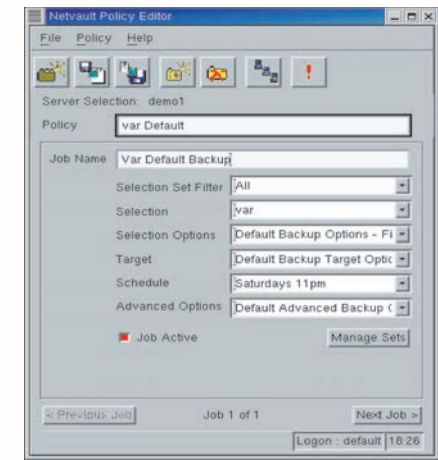 Netvault Policy Editor
File Policy Help
Server Selection: demo1
Policy var Default
Job Name Var Default Backup
Selection Set Filter All
Selection var
Selection Options Default Backup Options - Fi
Target Default Backup Target Optic
Schedule Saturdays 11pm
Advanced Options Default Advanced Backup (
Job Active Manage Sets
< Previous Job Job 1 of 1 Next Job >
Logon : default 18:26